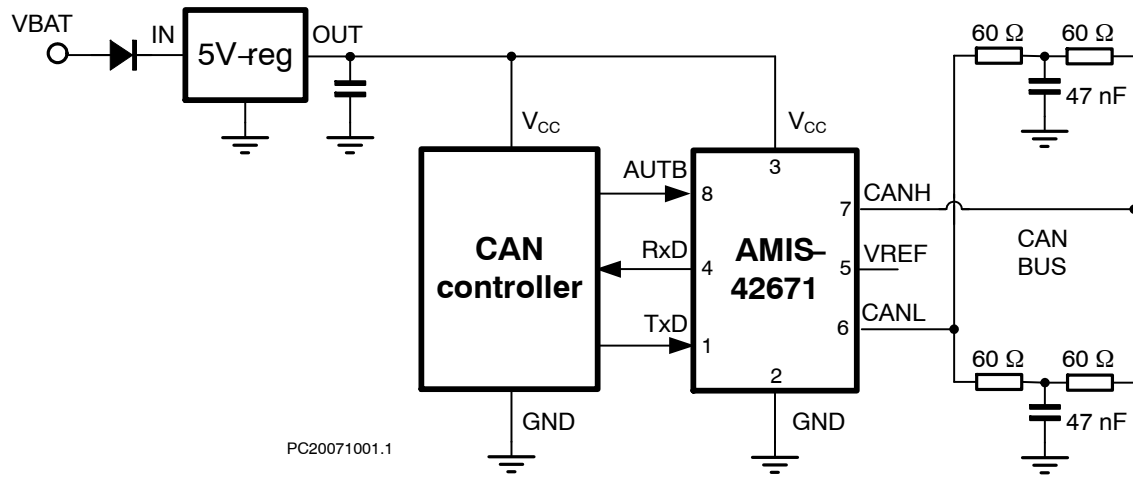 VBAT
IN
5V-reg
OUT
60 Ω
60 Ω
47 nF
VCC
VCC
AUTB
8
3
7
CANH
CAN
controller
RxD
4
AMIS-
42671
5
VREF
CAN
BUS
TxD
1
6
CANL
2
60 Ω
60 Ω
47 nF
GND
GND
PC20071001.1